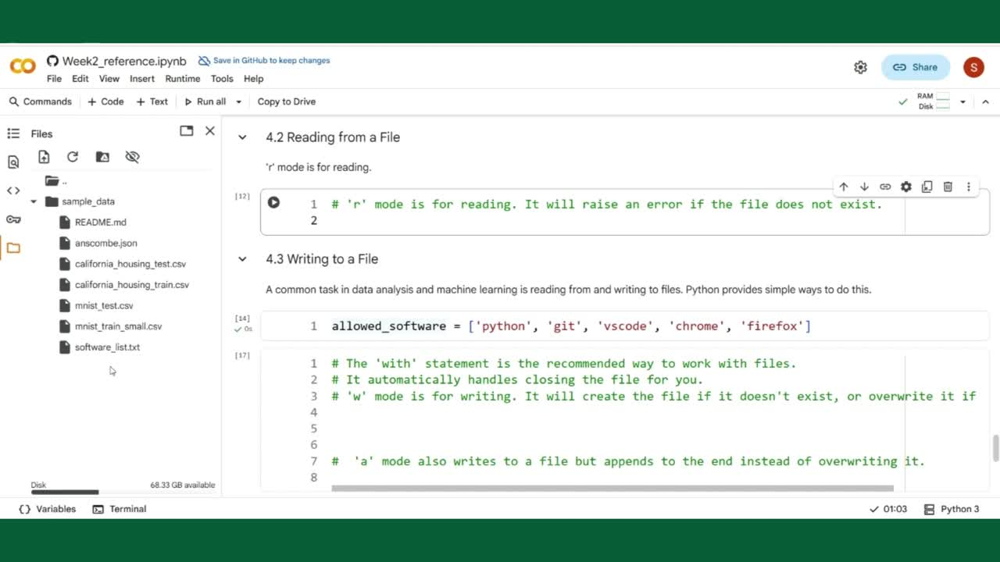 Week2_reference.ipynb
Save in GitHub to keep changes
File Edit View Insert Runtime Tools Help
Share
S
Commands + Code + Text Run all Copy to Drive
RAM
Disk
Files
..
sample_data
README.md
anscombe.json
california_housing_test.csv
california_housing_train.csv
mnist_test.csv
mnist_train_small.csv
software_list.txt
Disk 68.33 GB available
4.2 Reading from a File
'r' mode is for reading.
[12]
1 # 'r' mode is for reading. It will raise an error if the file does not exist.
2
4.3 Writing to a File
A common task in data analysis and machine learning is reading from and writing to files. Python provides simple ways to do this.
[14]
0s
1 allowed_software = ['python', 'git', 'vscode', 'chrome', 'firefox']
[17]
1 # The 'with' statement is the recommended way to work with files.
2 # It automatically handles closing the file for you.
3 # 'w' mode is for writing. It will create the file if it doesn't exist, or overwrite it if
4
5
6
7 #  'a' mode also writes to a file but appends to the end instead of overwriting it.
8
{} Variables Terminal
01:03 Python 3